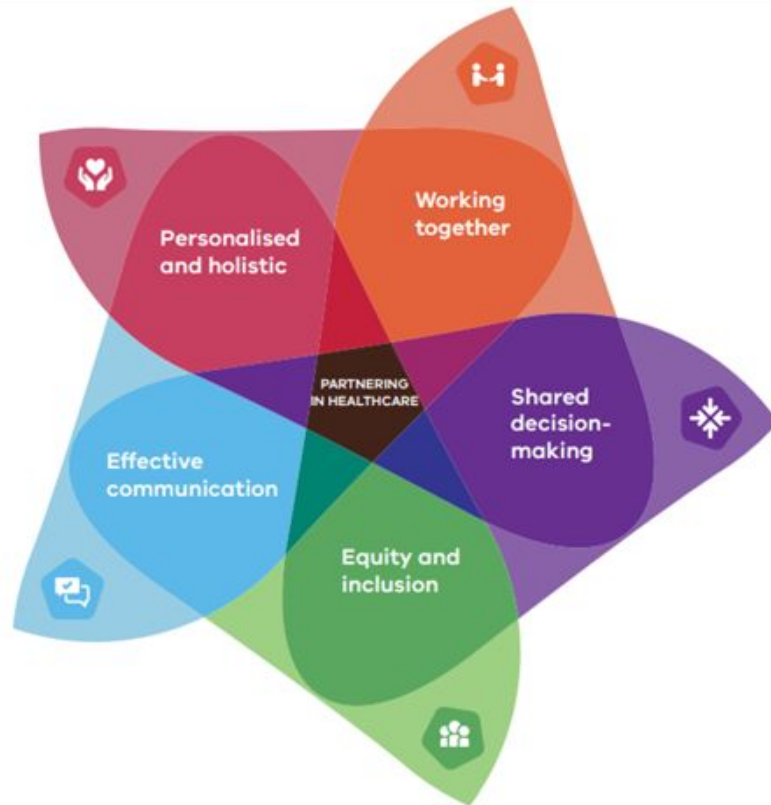 Working
together
Personalised
and holistic
PARTNERING
IN HEALTHCARE
Shared
decision-
making
Effective
communication
Equity and
inclusion